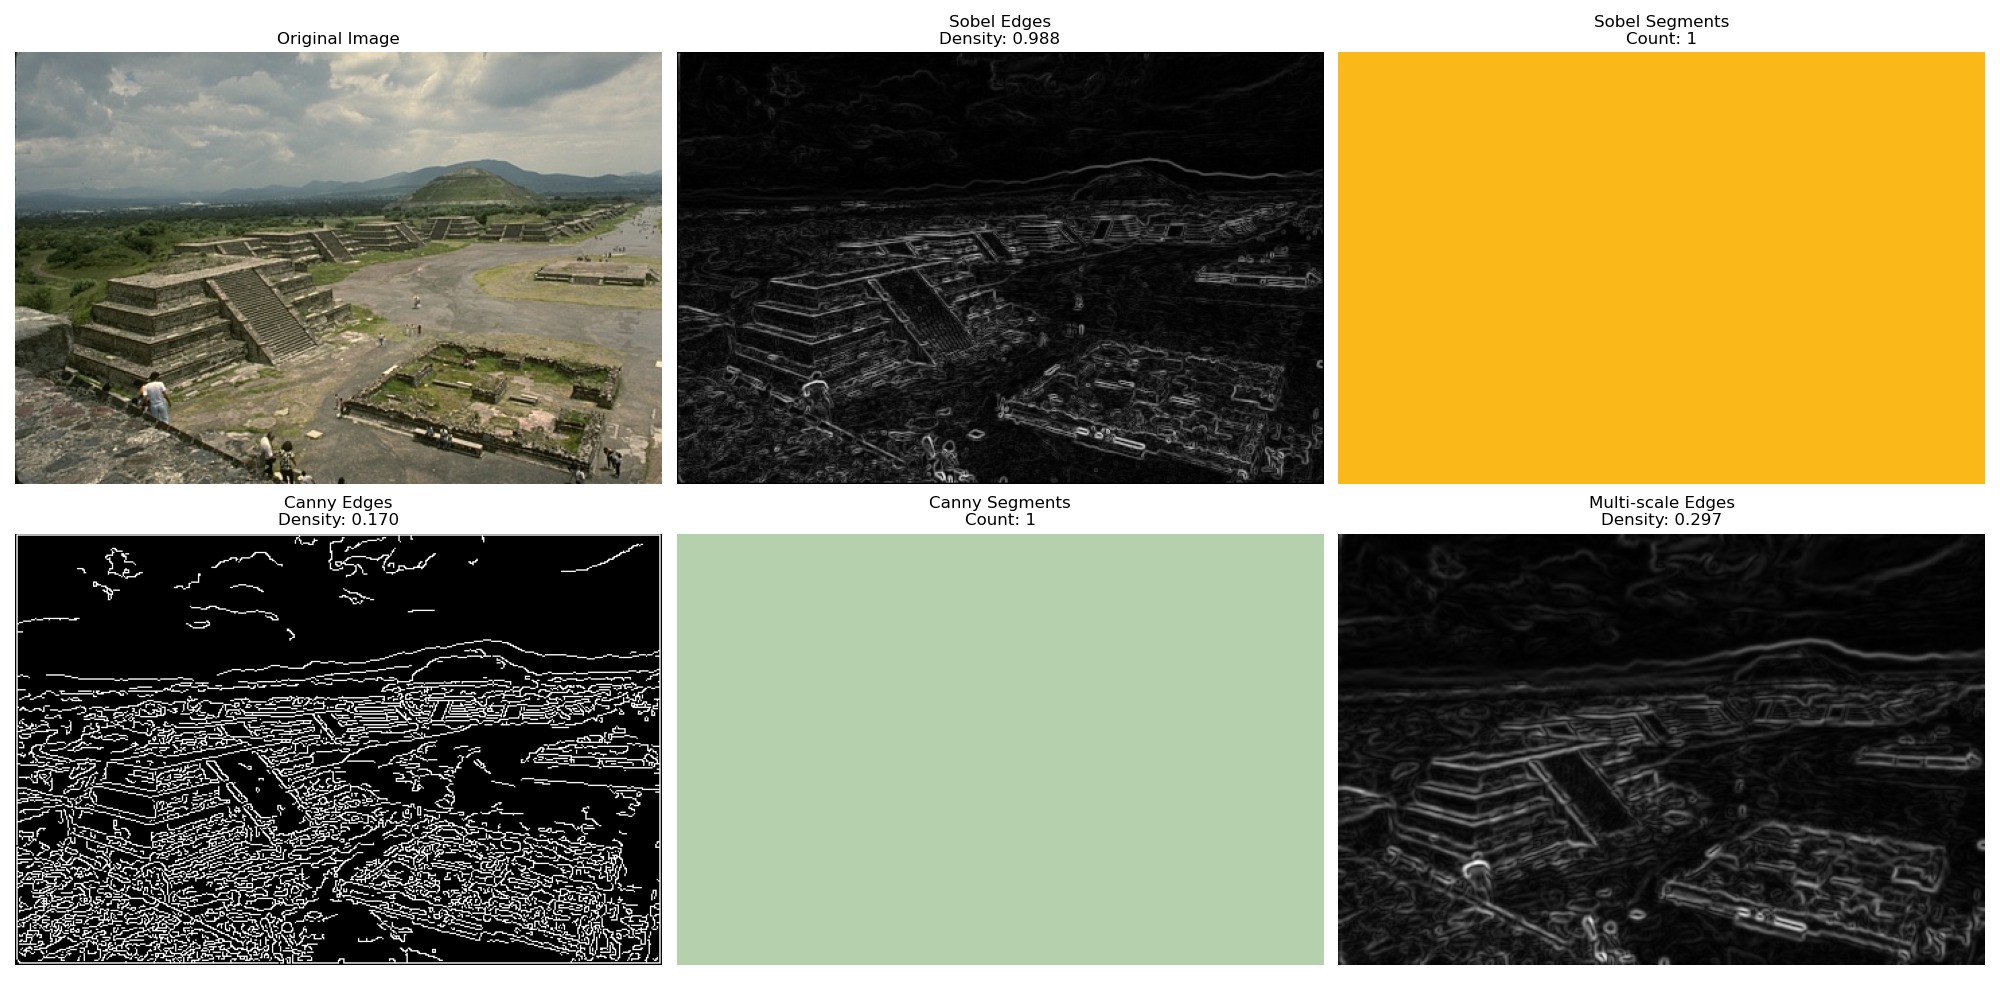 Original Image
Sobel Edges
Density: 0.988
Sobel Segments
Count: 1
Canny Edges
Density: 0.170
Canny Segments
Count: 1
Multi-scale Edges
Density: 0.297